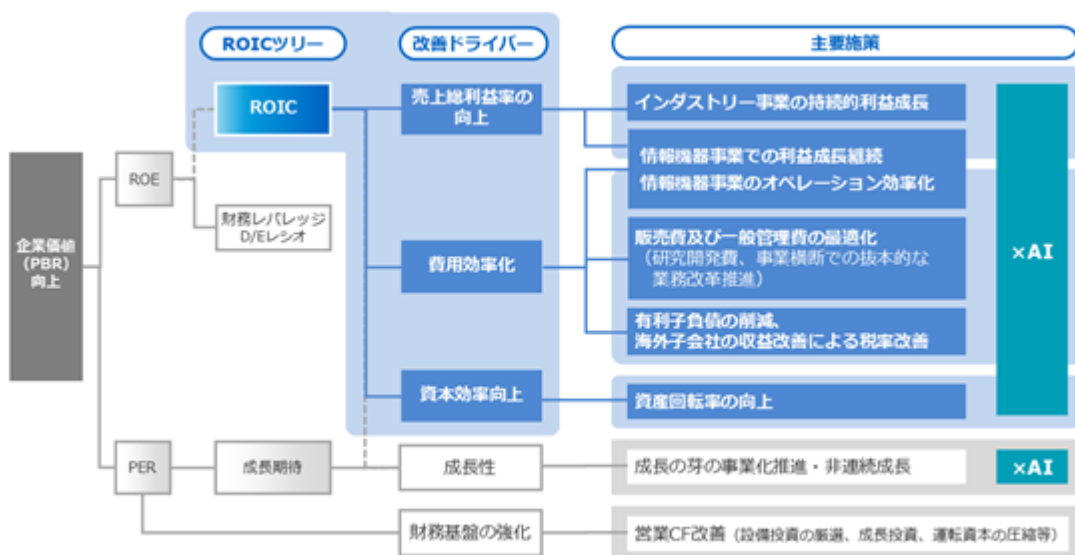 ROICツリー
改善ドライバー
主要施策
企業価値
（PBR）
向上
ROE
ROIC
財務レバレッジ
D/Eレシオ
売上総利益率の
向上
インダストリー事業の持続的利益成長
情報機器事業での利益成長継続
情報機器事業のオペレーション効率化
費用効率化
販売費及び一般管理費の最適化
（研究開発費、事業横断での抜本的な
業務改革推進）
有利子負債の削減、
海外子会社の収益改善による税率改善
資本効率向上
資産回転率の向上
×AI
PER
成長期待
成長性
成長の芽の事業化推進・非連続成長
×AI
財務基盤の強化
営業CF改善（設備投資の厳選、成長投資、運転資本の圧縮等）